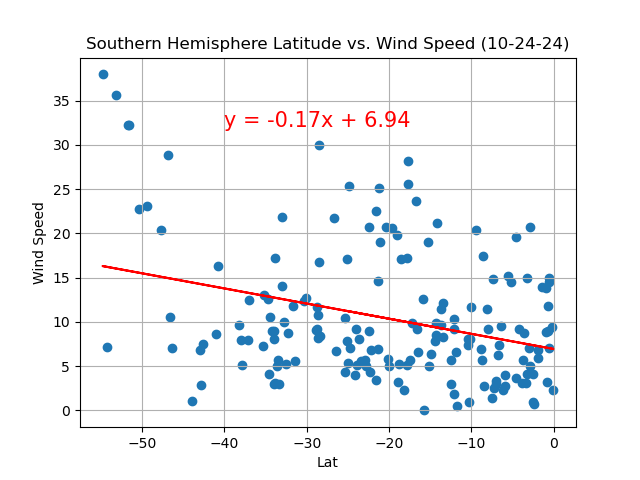 Southern Hemisphere Latitude vs. Wind Speed (10-24-24)
y = -0.17x + 6.94
Wind Speed
35
30
25
20
15
10
5
0
−50 −40 −30 −20 −10 0
Lat